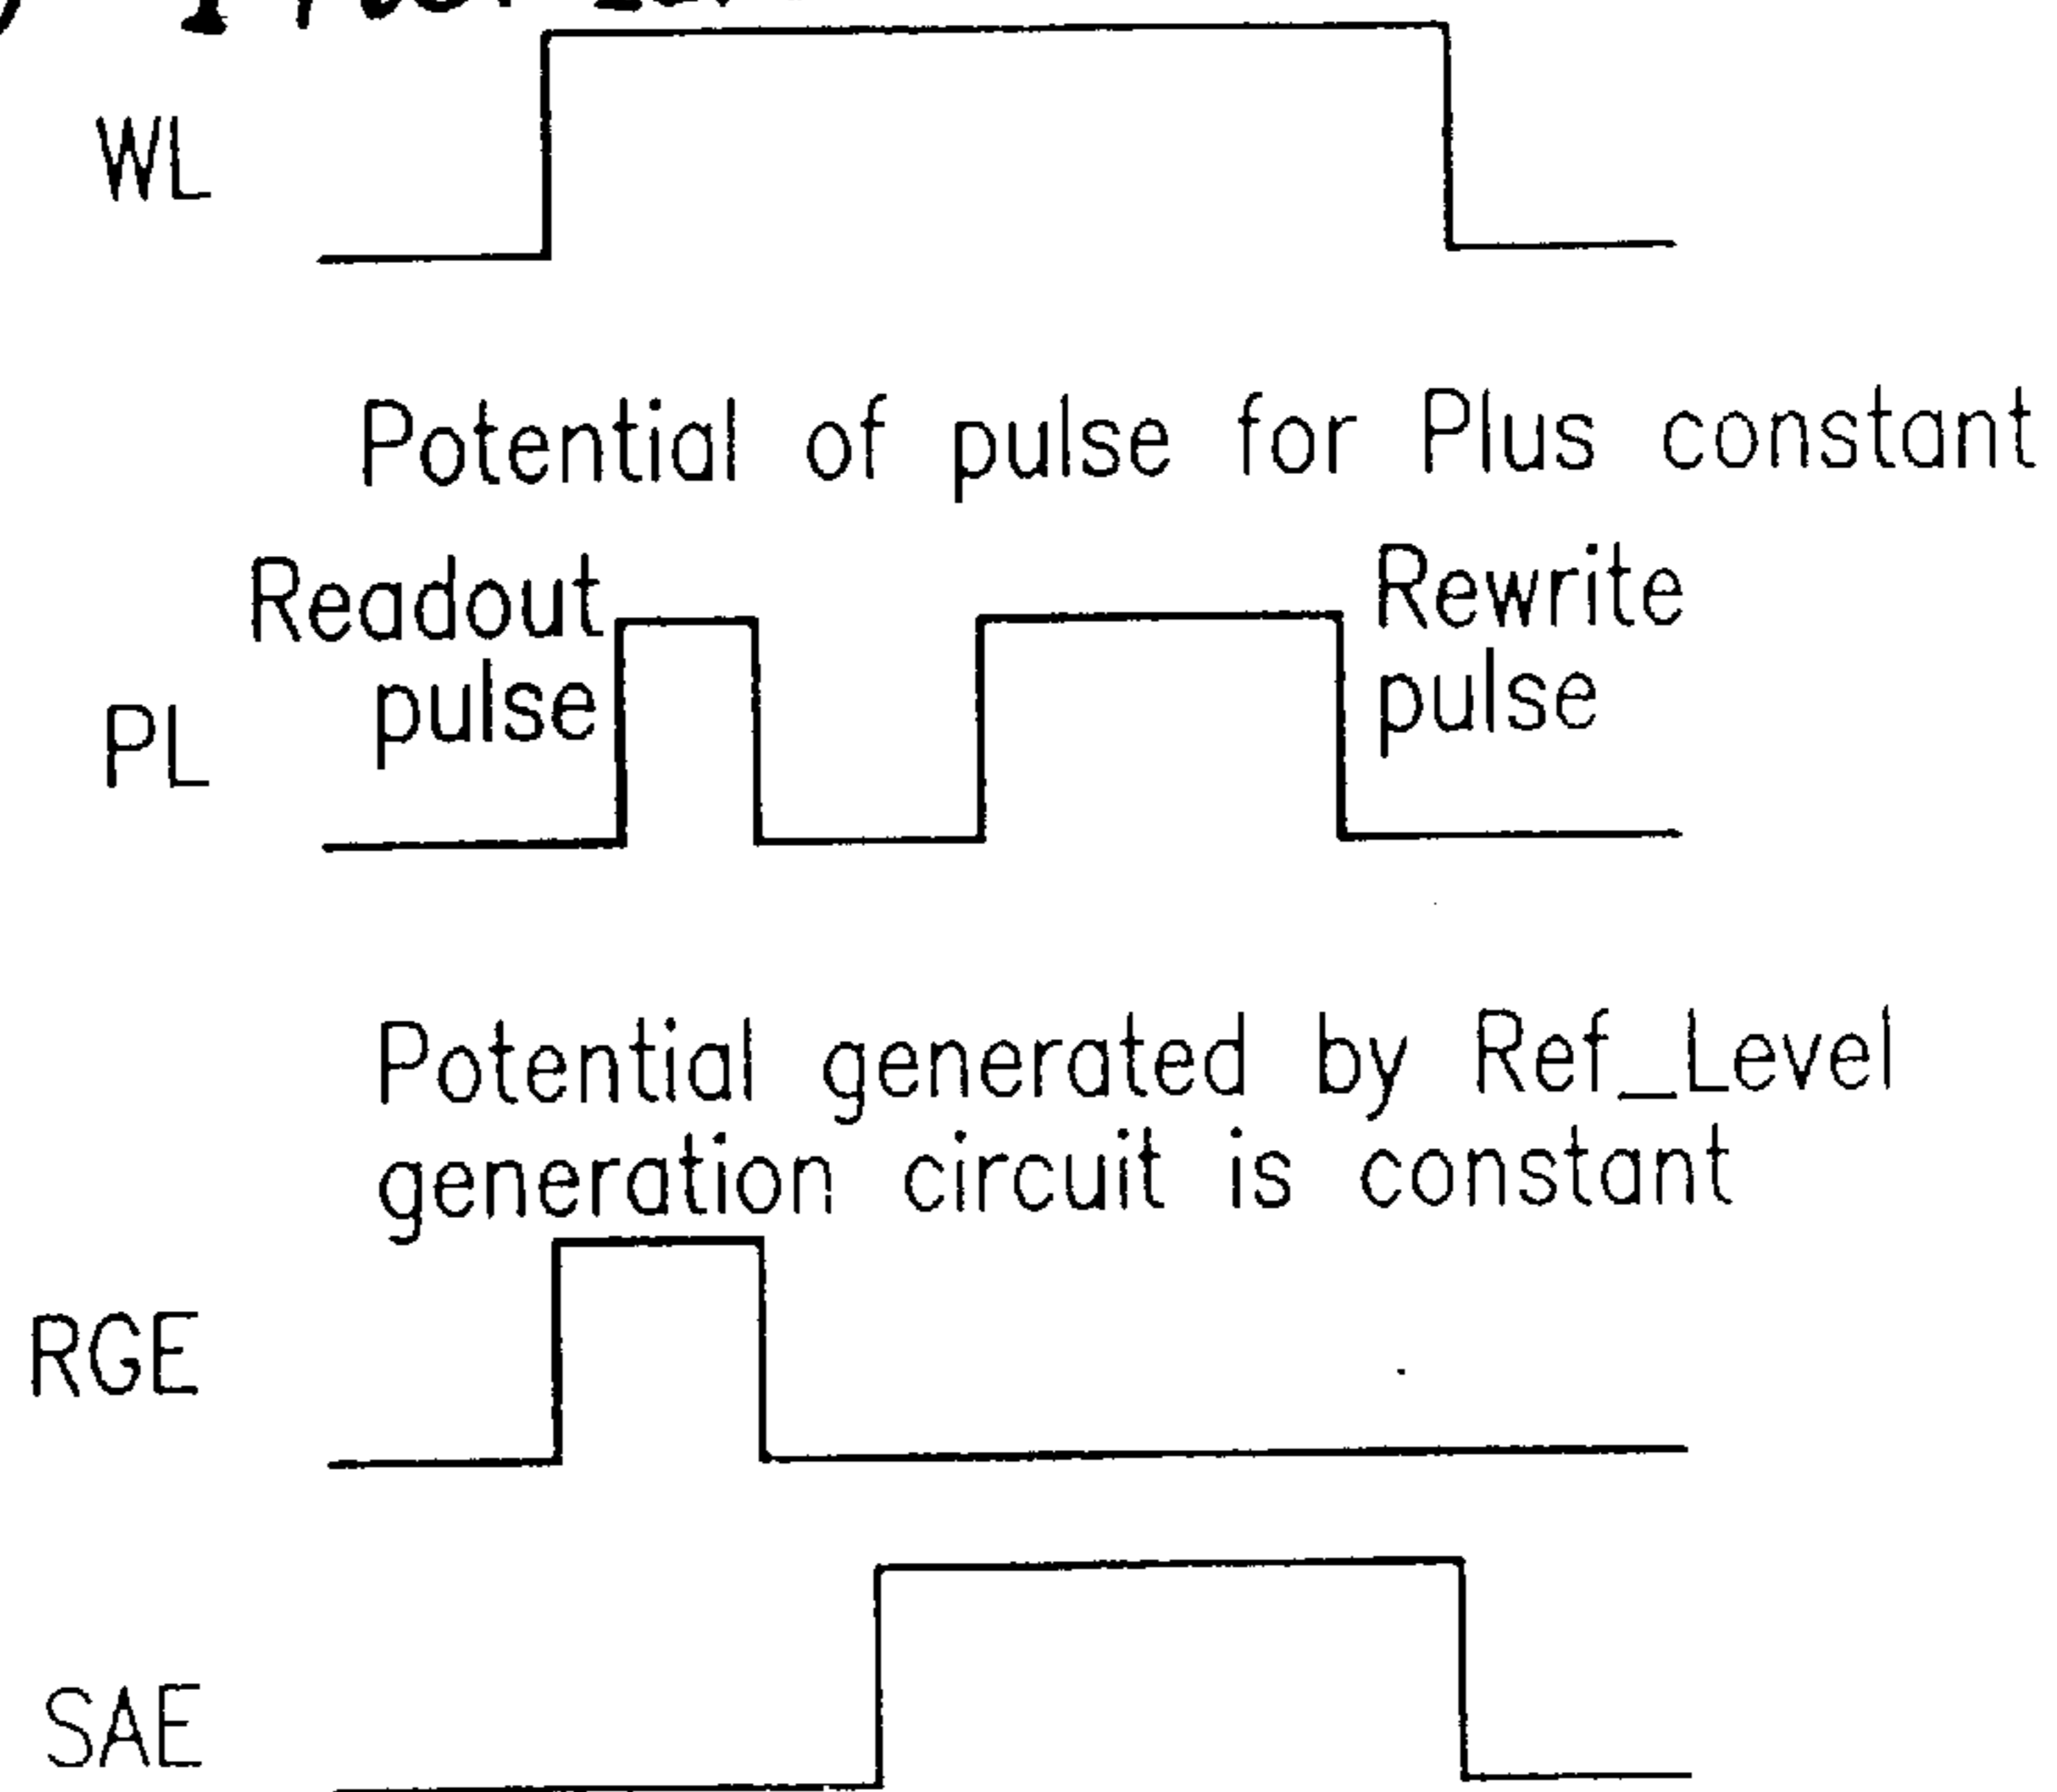 WL
Potential of pulse for Plus constant
Readout
pulse
Rewrite
pulse
PL
Potential generated by Ref_Level
generation circuit is constant
RGE
SAE